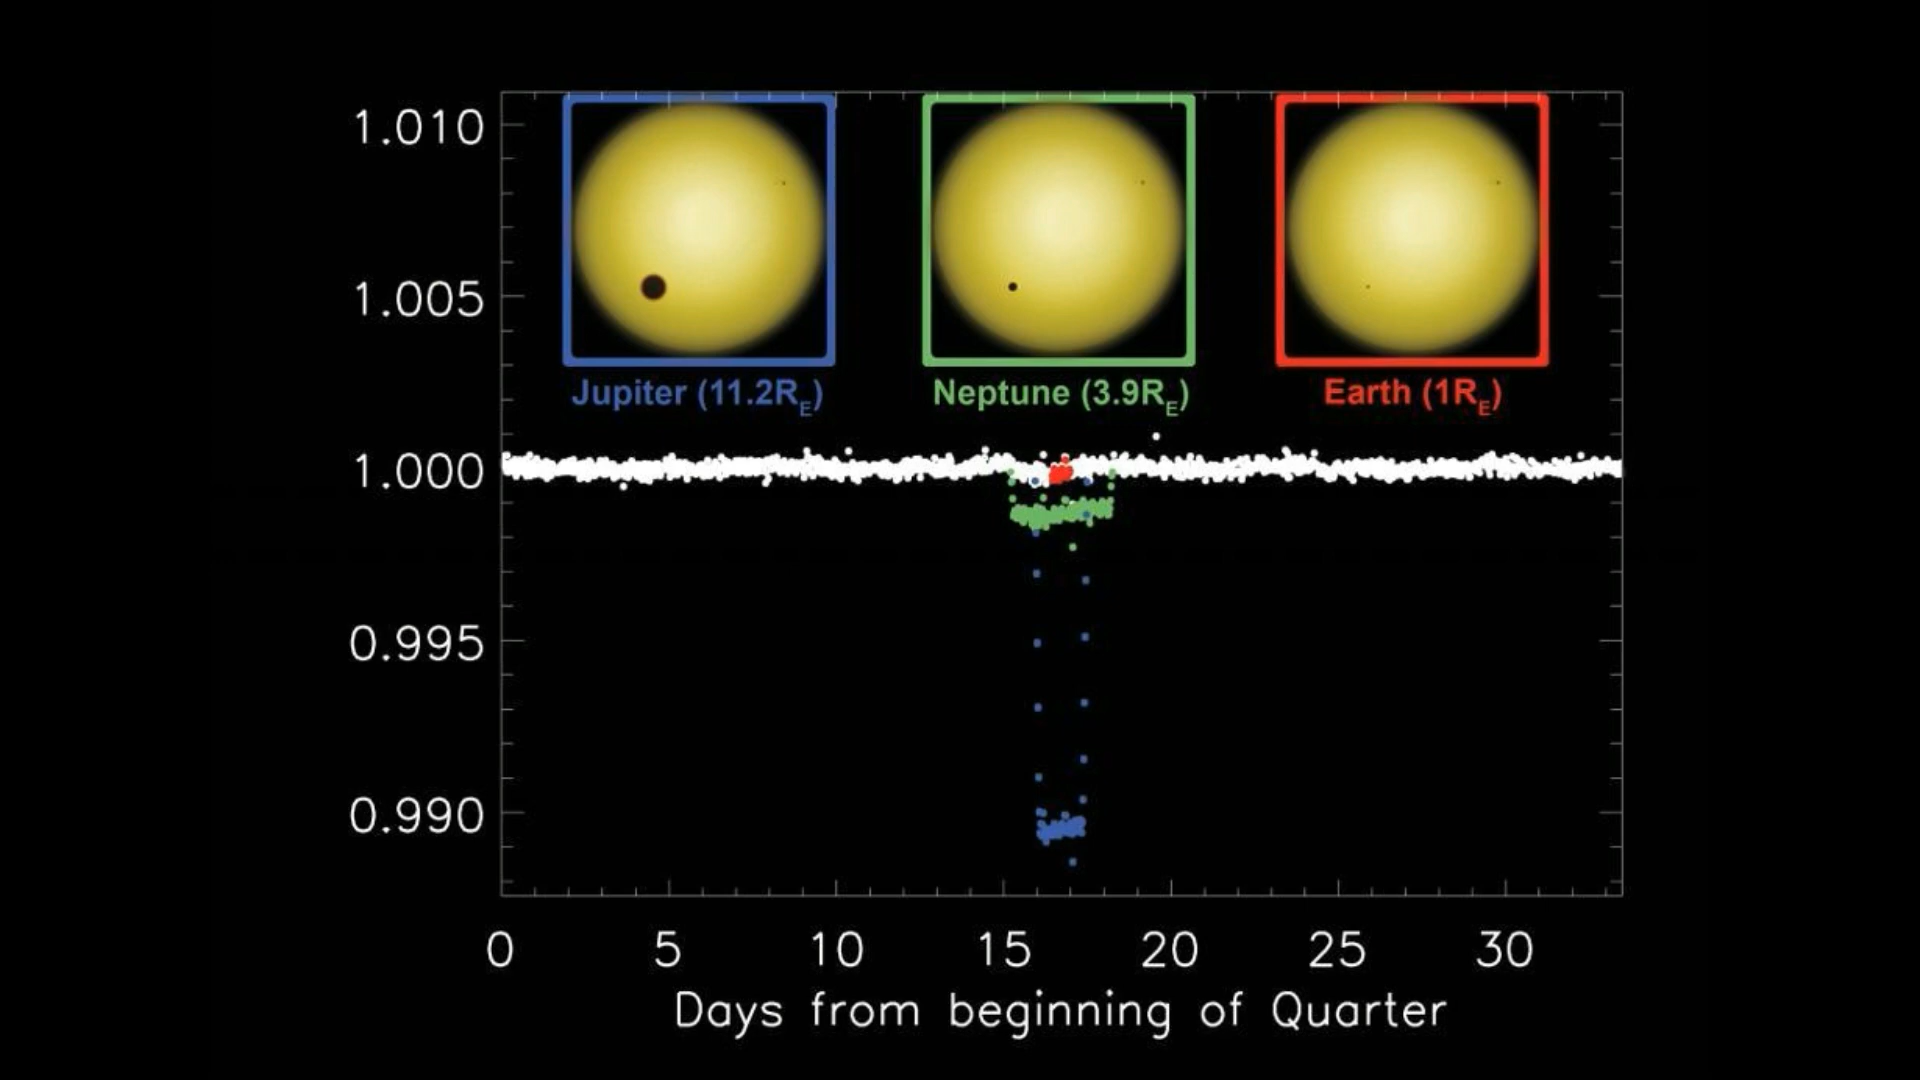 1.010
1.005
1.000
0.995
0.990
Jupiter (11.2R_E)
Neptune (3.9R_E)
Earth (1R_E)
0 5 10 15 20 25 30
Days from beginning of Quarter